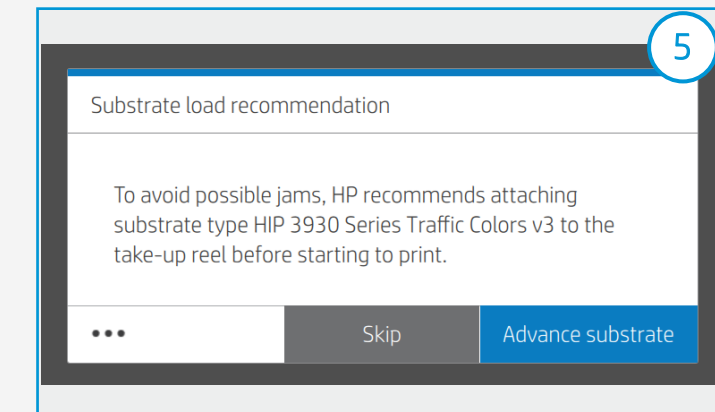 5
Substrate load recommendation
To avoid possible jams, HP recommends attaching
substrate type HIP 3930 Series Traffic Colors v3 to the
take-up reel before starting to print.
Skip
Advance substrate